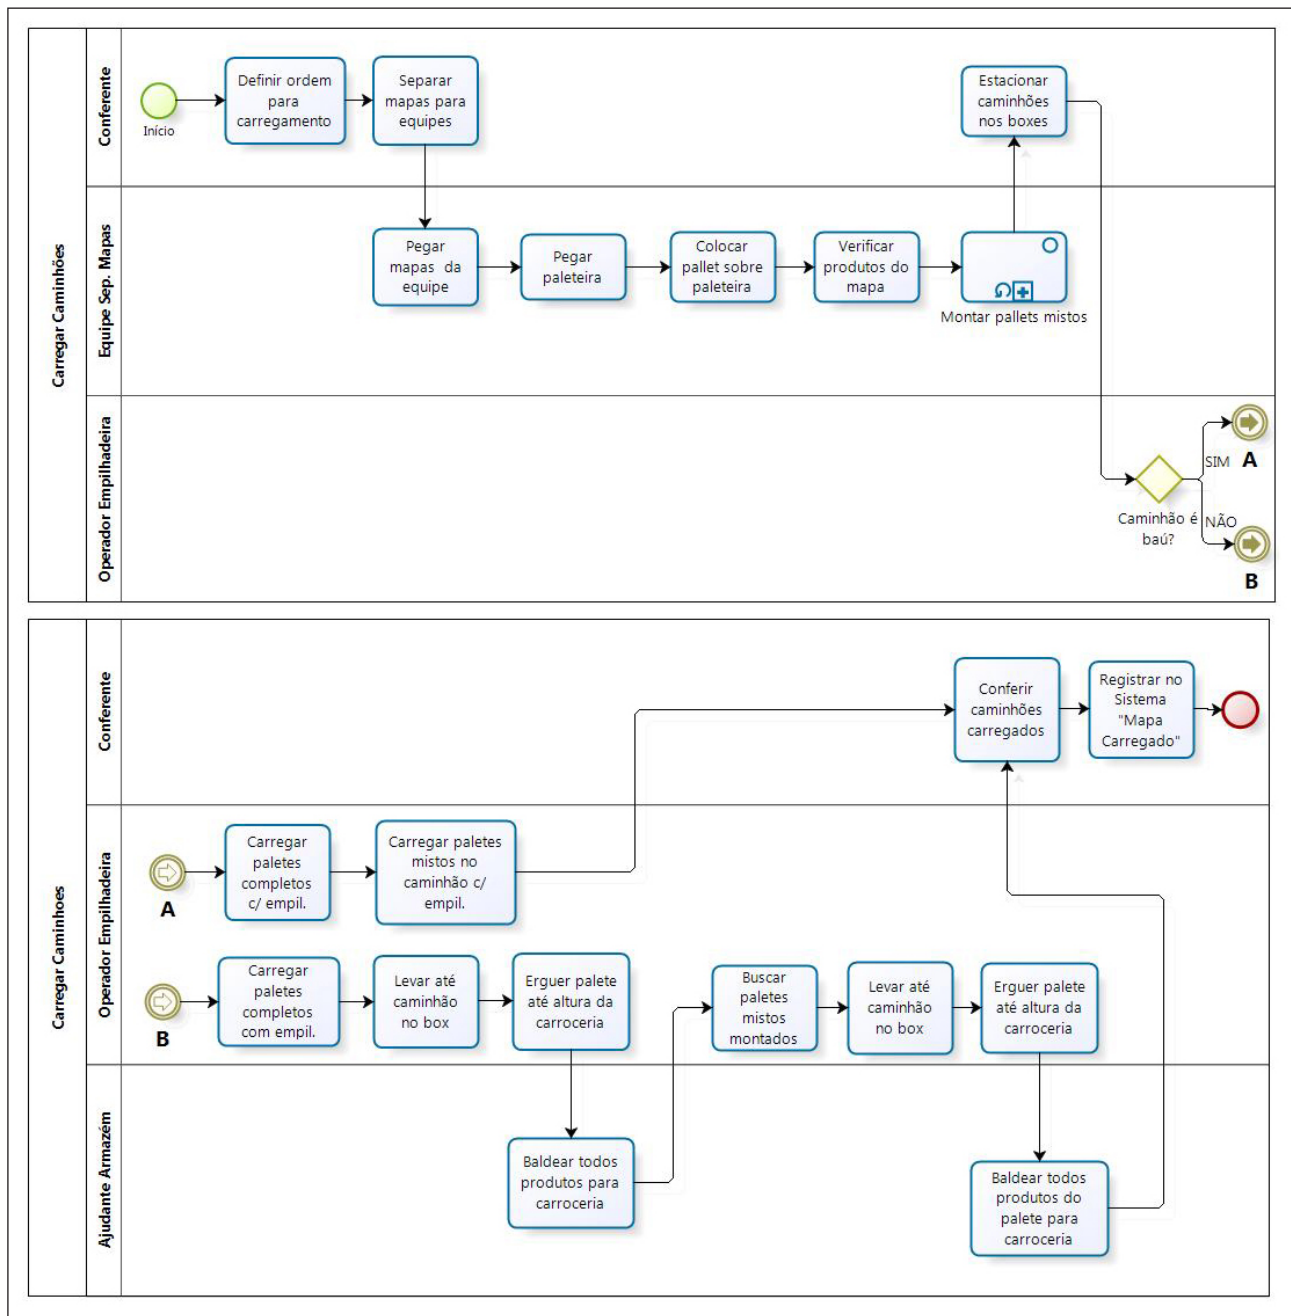 Carregar Caminhões
Conferente
Início
Definir ordem
para
carregamento
Separar
mapas para
equipes
Estacionar
caminhões
nos boxes
Equipe Sep. Mapas
Pegar
mapas da
equipe
Pegar
paleteira
Colocar
pallet sobre
paleteira
Verificar
produtos do
mapa
Montar pallets mistos
Operador Empilhadeira
Caminhão é
baú?
SIM
A
NÃO
B
Carregar Caminhoes
Conferente
Conferir
caminhões
carregados
Registrar no
Sistema
"Mapa
Carregado"
Operador Empilhadeira
A
Carregar
paletes
completos
c/ empil.
Carregar paletes
mistos no
caminhão c/
empil.
B
Carregar
paletes
completos
com empil.
Levar até
caminhão
no box
Erguer palete
até altura da
carroceria
Buscar
paletes
mistos
montados
Levar até
caminhão
no box
Erguer palete
até altura da
carroceria
Ajudante Armazém
Baldear todos
produtos para
carroceria
Baldear todos
produtos do
palete para
carroceria